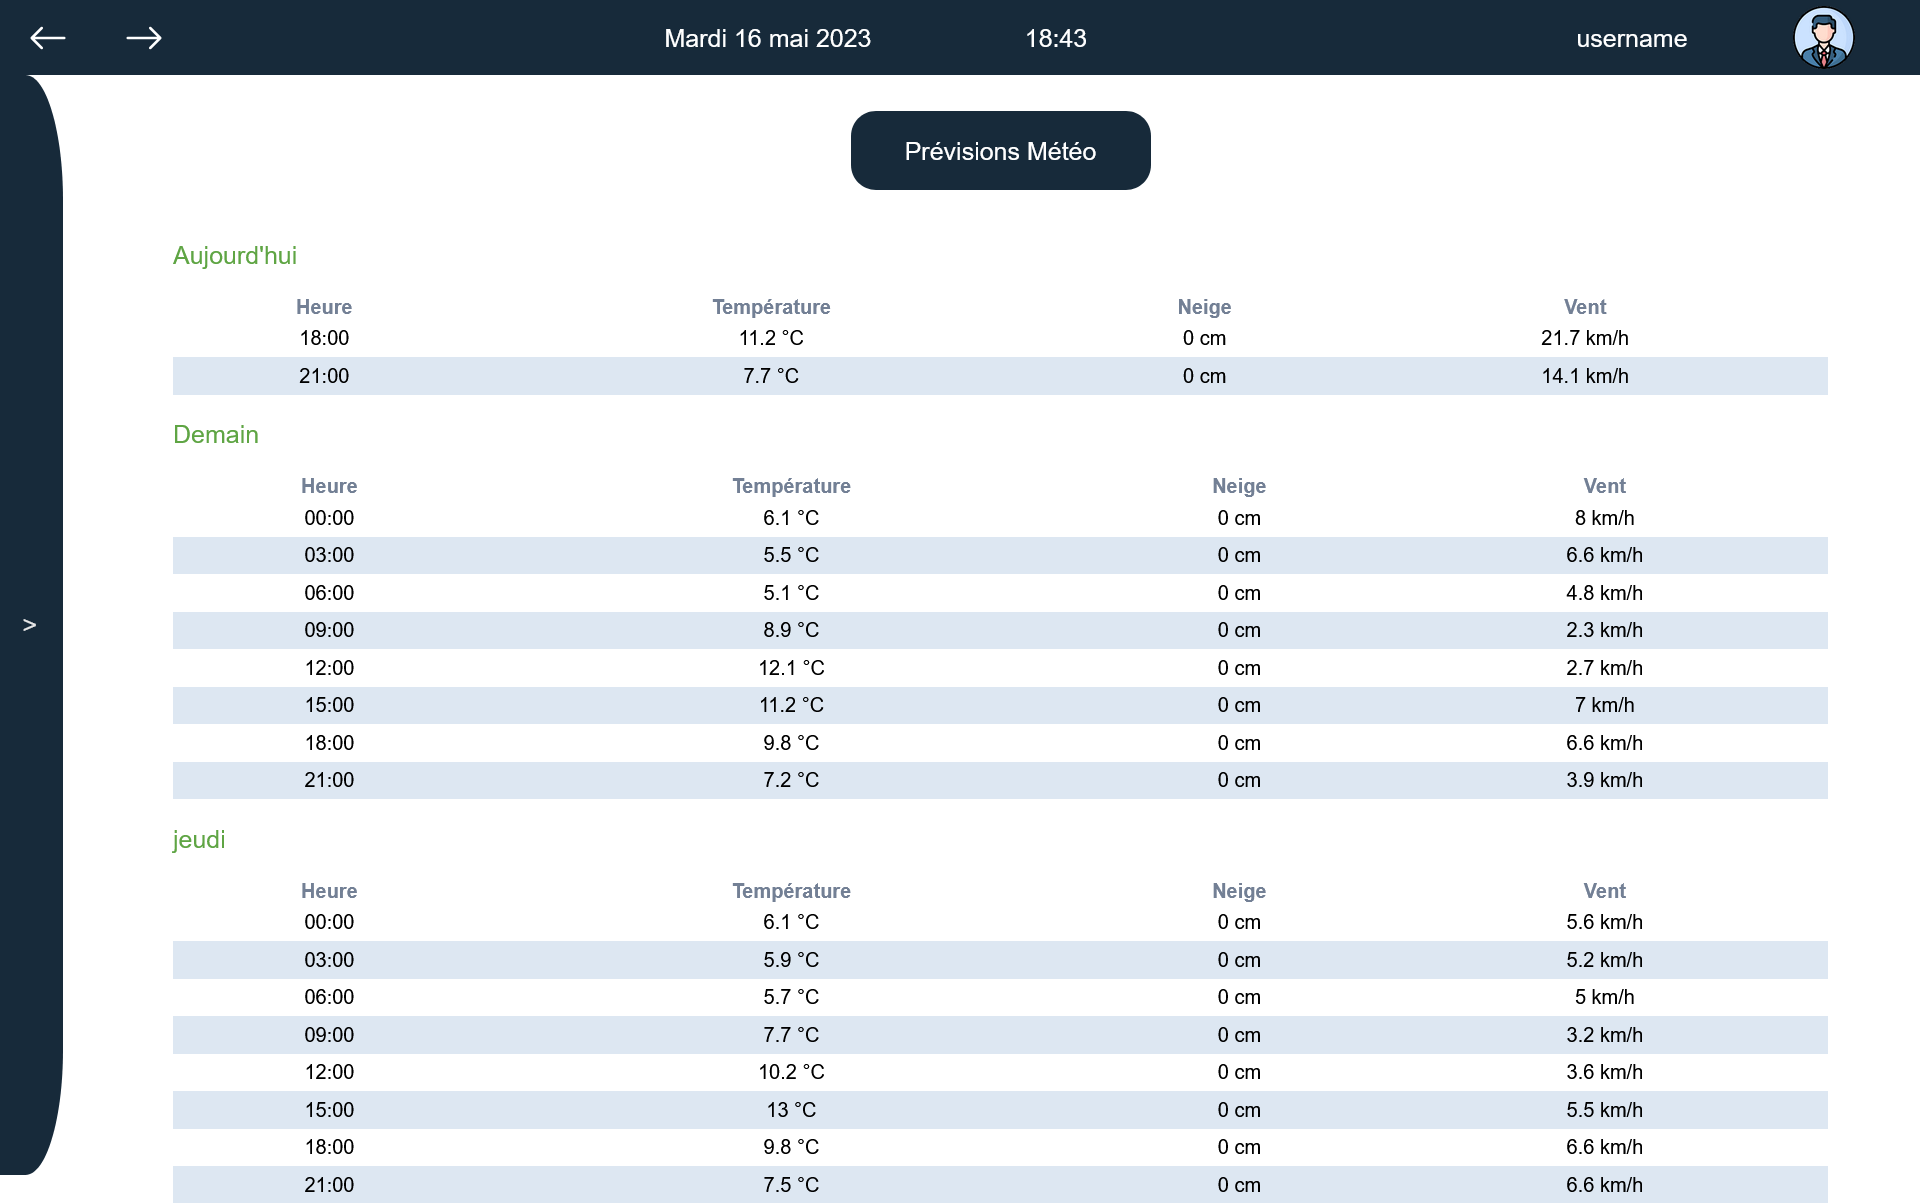 Mardi 16 mai 2023 18:43 username
Prévisions Météo
Aujourd'hui
Heure Température Neige Vent
18:00 11.2 °C 0 cm 21.7 km/h
21:00 7.7 °C 0 cm 14.1 km/h
Demain
Heure Température Neige Vent
00:00 6.1 °C 0 cm 8 km/h
03:00 5.5 °C 0 cm 6.6 km/h
06:00 5.1 °C 0 cm 4.8 km/h
>
09:00 8.9 °C 0 cm 2.3 km/h
12:00 12.1 °C 0 cm 2.7 km/h
15:00 11.2 °C 0 cm 7 km/h
18:00 9.8 °C 0 cm 6.6 km/h
21:00 7.2 °C 0 cm 3.9 km/h
jeudi
Heure Température Neige Vent
00:00 6.1 °C 0 cm 5.6 km/h
03:00 5.9 °C 0 cm 5.2 km/h
06:00 5.7 °C 0 cm 5 km/h
09:00 7.7 °C 0 cm 3.2 km/h
12:00 10.2 °C 0 cm 3.6 km/h
15:00 13 °C 0 cm 5.5 km/h
18:00 9.8 °C 0 cm 6.6 km/h
21:00 7.5 °C 0 cm 6.6 km/h